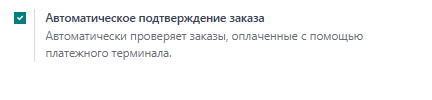 Автоматическое подтверждение заказа
Автоматически проверяет заказы, оплаченные с помощью
платежного терминала.